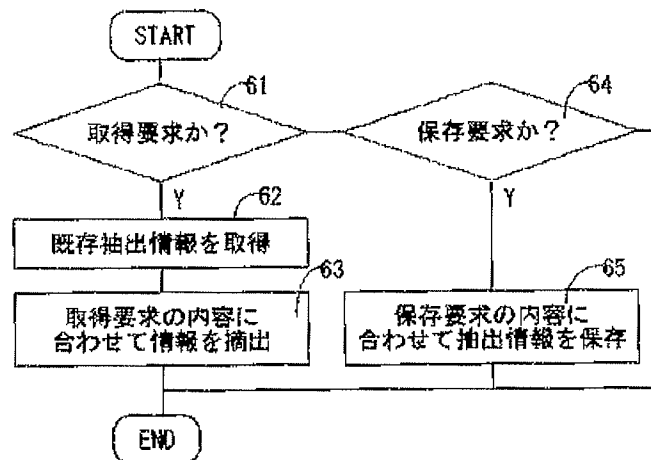 START
61
取得要求か？
64
保存要求か？
Y
62
Y
既存抽出情報を取得
63
取得要求の内容に
合わせて情報を摘出
65
保存要求の内容に
合わせて抽出情報を保存
END